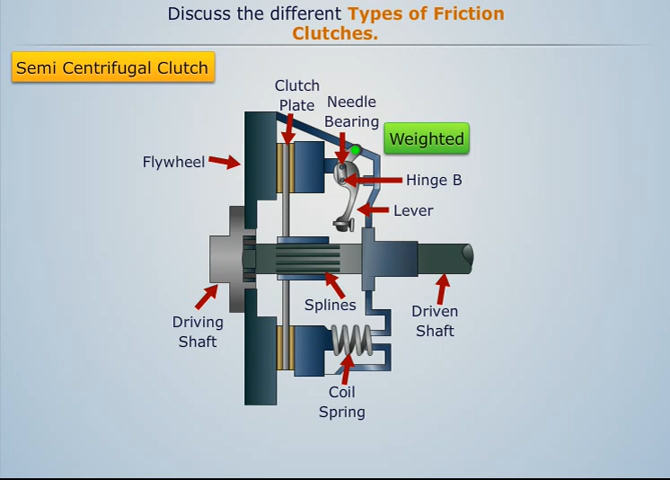 Discuss the different Types of Friction
Clutches.
Semi Centrifugal Clutch
Clutch
Plate
Needle
Bearing
Weighted
Flywheel
Hinge B
Lever
Splines
Driving
Shaft
Driven
Shaft
Coil
Spring